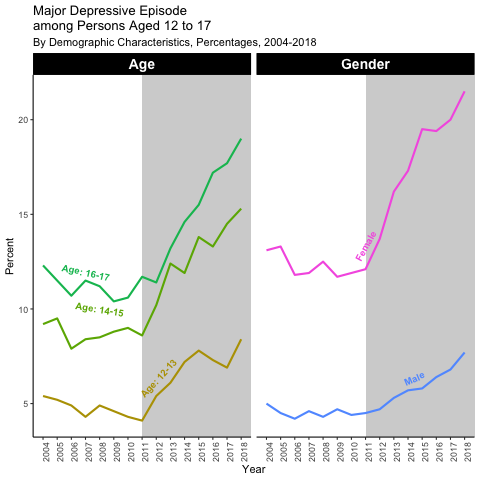 Major Depressive Episode
among Persons Aged 12 to 17
By Demographic Characteristics, Percentages, 2004-2018
Age
Gender
Percent
20
15
10
5
Age: 16-17
Age: 14-15
Age: 12-13
Female
Male
2004 2005 2006 2007 2008 2009 2010 2011 2012 2013 2014 2015 2016 2017 2018
2004 2005 2006 2007 2008 2009 2010 2011 2012 2013 2014 2015 2016 2017 2018
Year